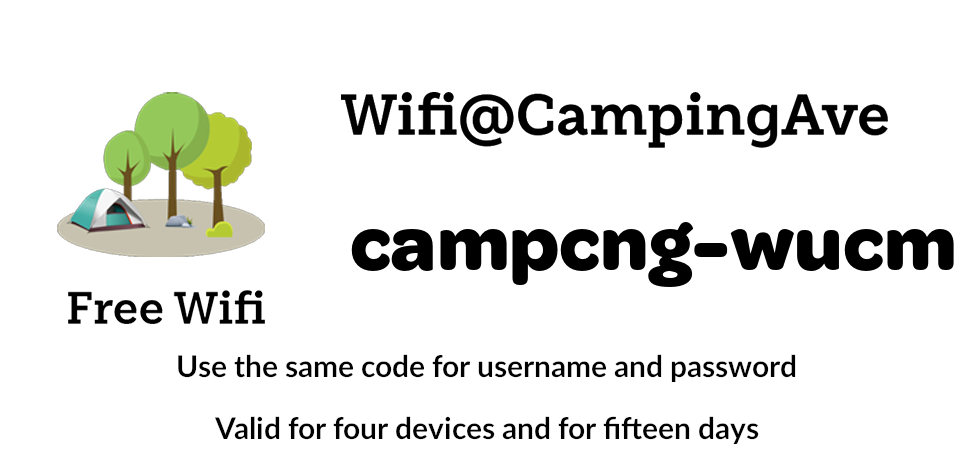 Wifi@CampingAve
campcng-wucm
Free Wifi
Use the same code for username and password
Valid for four devices and for fifteen days